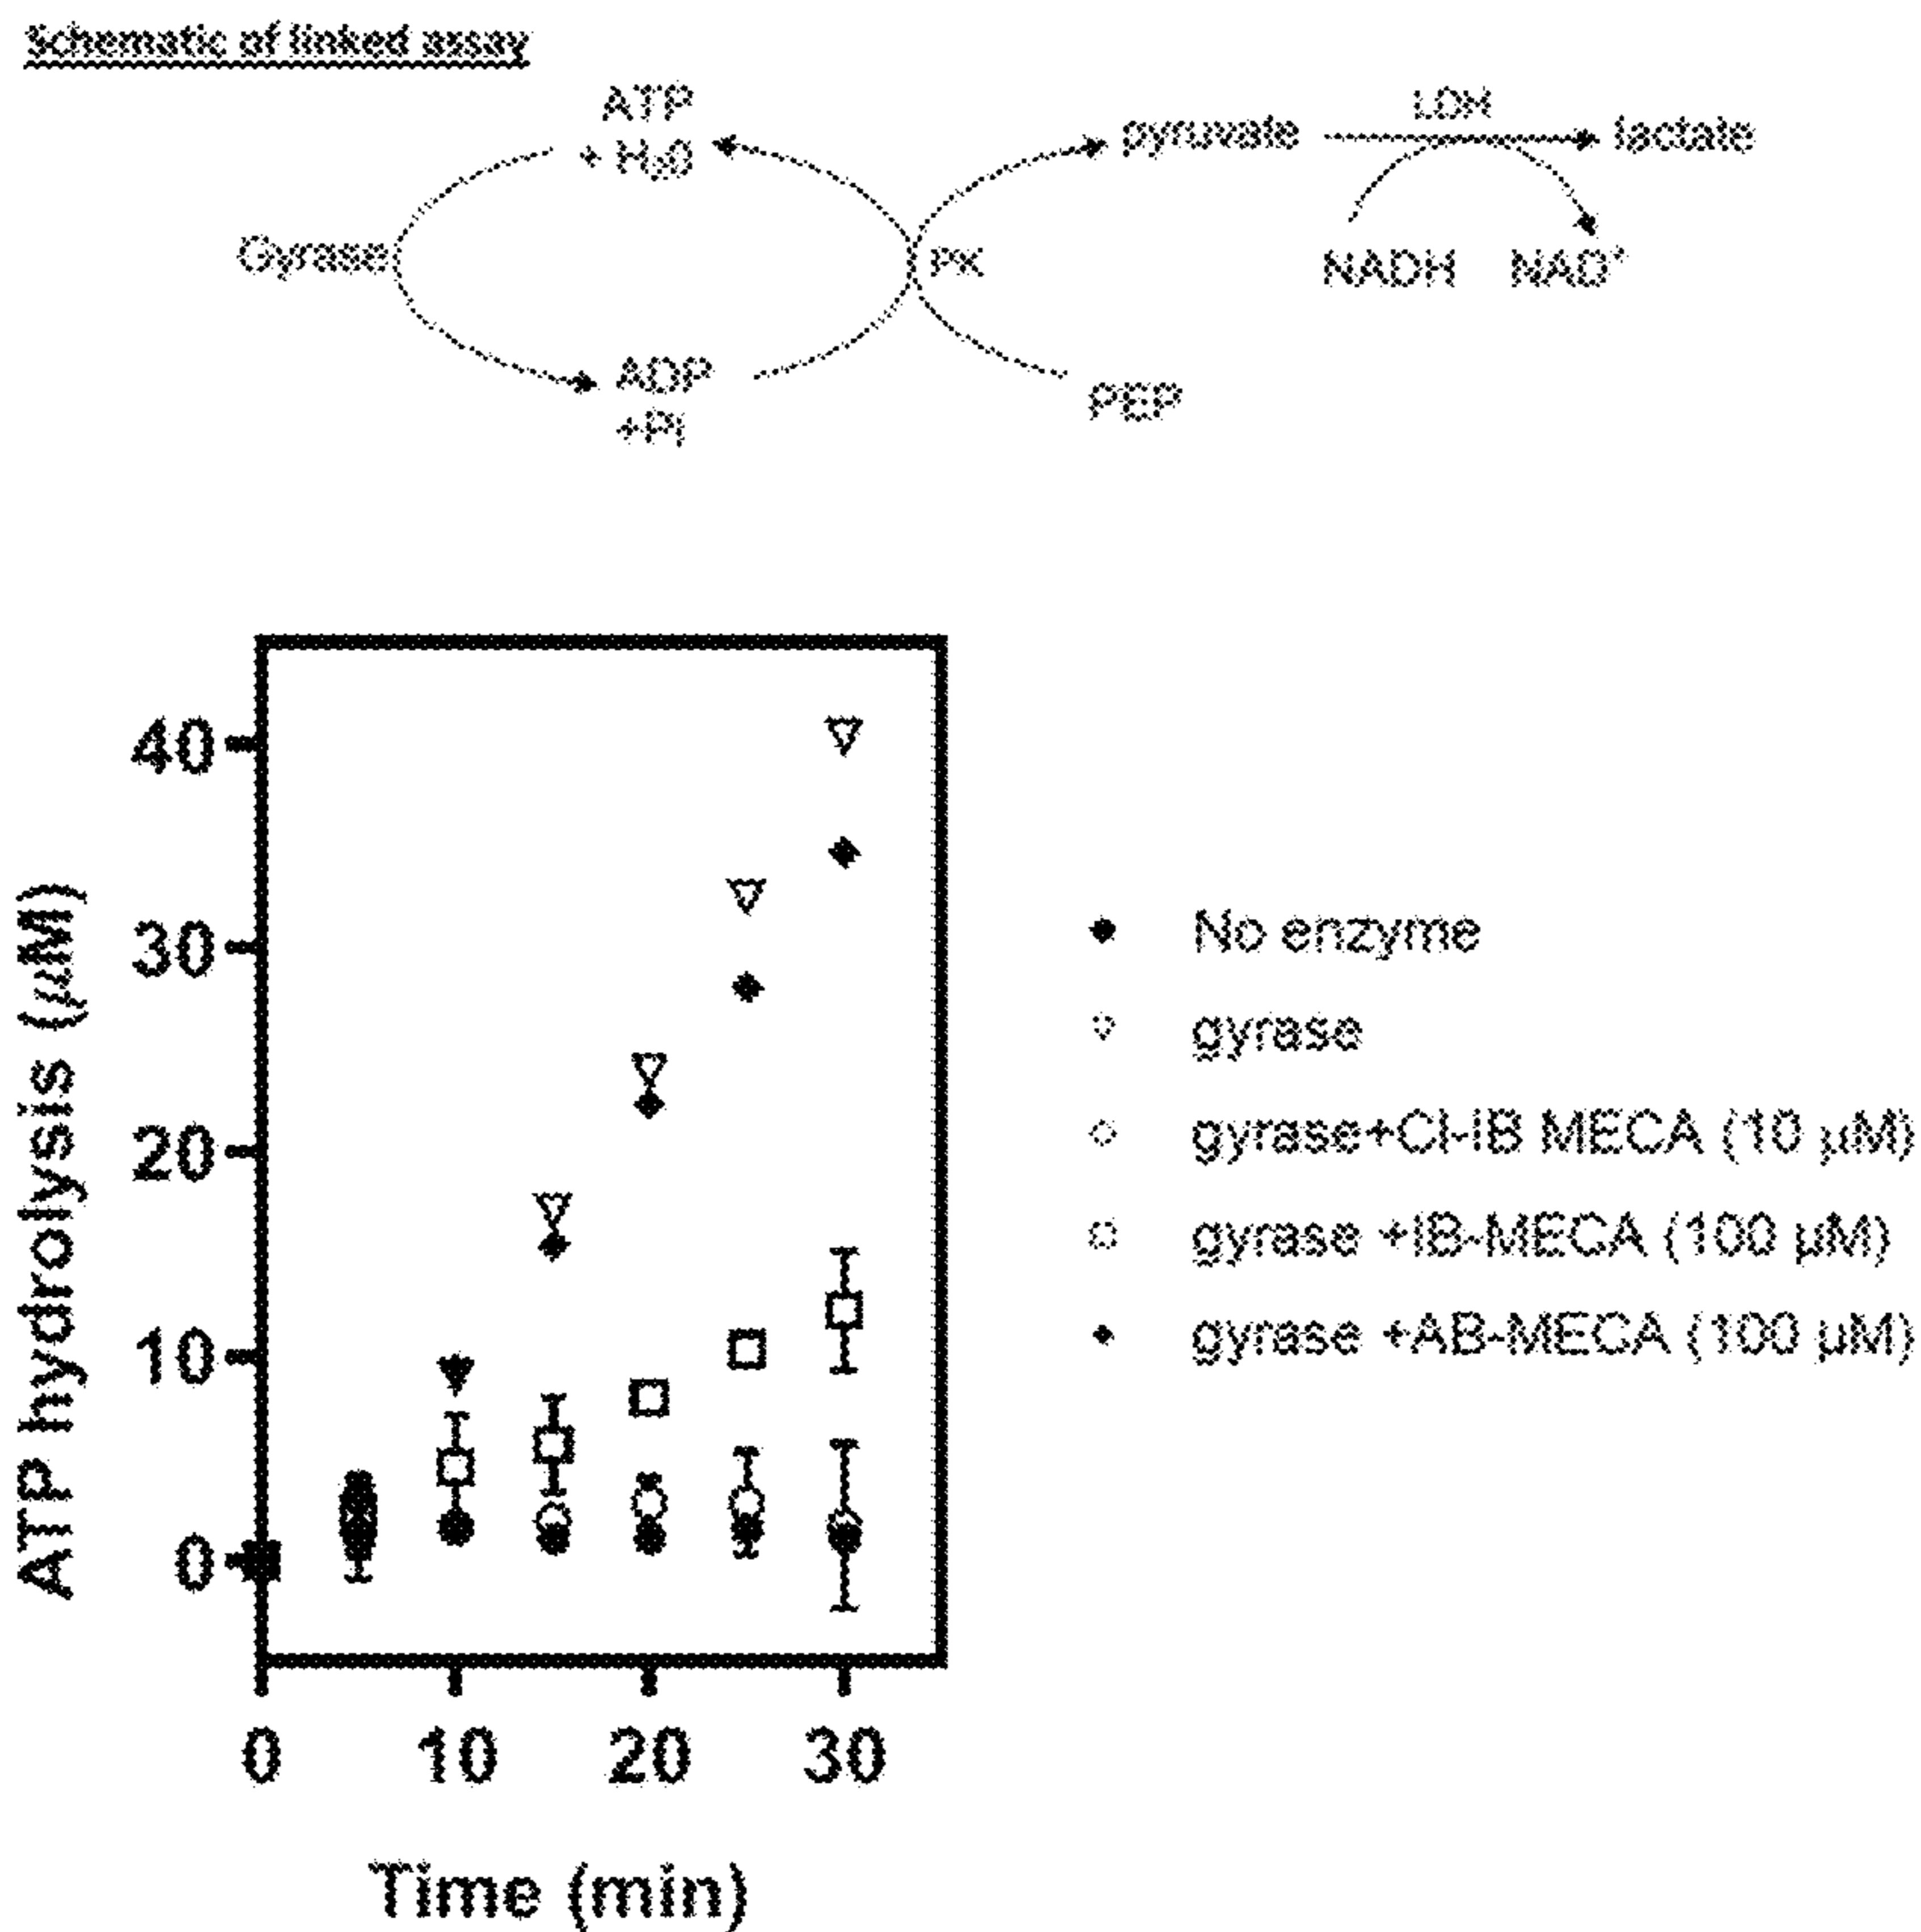 Schematic of linked assay
ATP
+ H₂0
pyruvate
LDH
lactate
Gyrase
PK
NADH
NAD⁺
ADP
+Pi
PEP
ATP hydrolysis (μM)
40
30
20
10
0
0 10 20 30
Time (min)
No enzyme
gyrase
gyrase+Cl-IB MECA (10 μM)
gyrase +IB-MECA (100 μM)
gyrase +AB-MECA (100 μM)